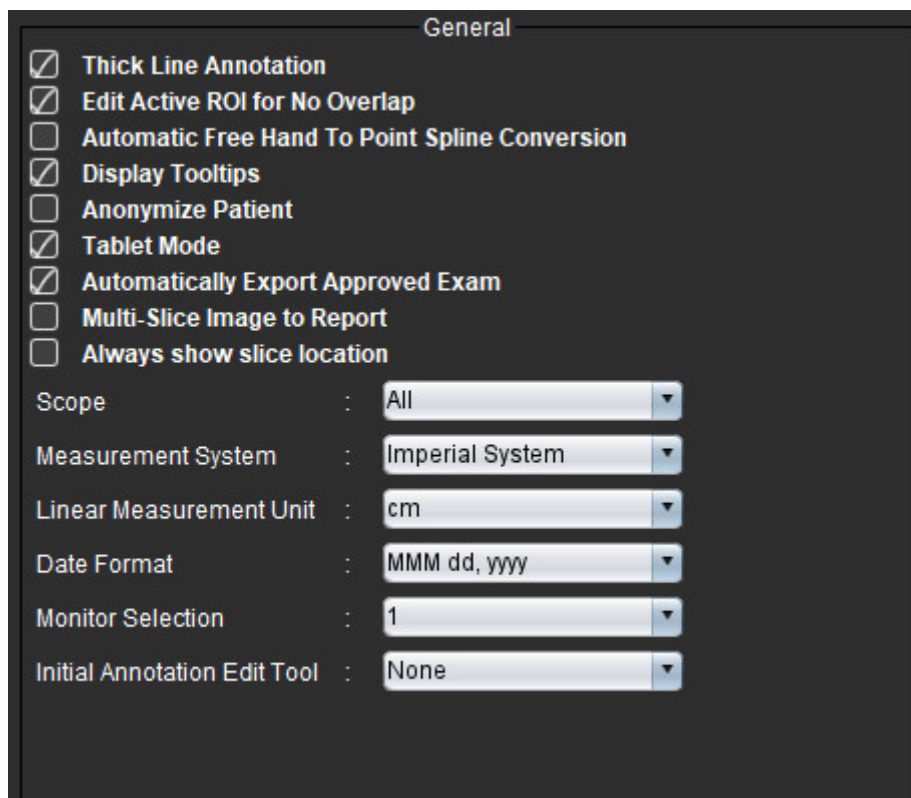 General
Thick Line Annotation
Edit Active ROI for No Overlap
Automatic Free Hand To Point Spline Conversion
Display Tooltips
Anonymize Patient
Tablet Mode
Automatically Export Approved Exam
Multi-Slice Image to Report
Always show slice location
Scope : All
Measurement System : Imperial System
Linear Measurement Unit : cm
Date Format : MMM dd, yyyy
Monitor Selection : 1
Initial Annotation Edit Tool : None